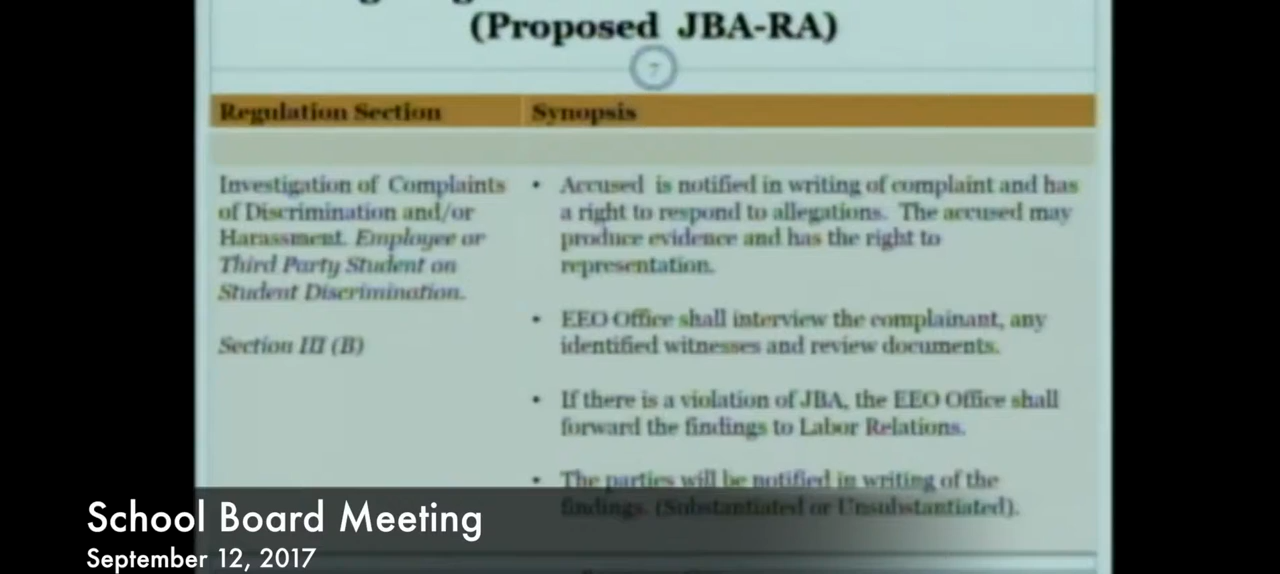 (Proposed JBA-RA)
7
Regulation Section
Synopsis
Investigation of Complaints
of Discrimination and/or
Harassment. Employee or
Third Party Student on
Student Discrimination.
Section III (B)
• Accused is notified in writing of complaint and has
a right to respond to allegations. The accused may
produce evidence and has the right to
representation.
• EEO Office shall interview the complainant, any
identified witnesses and review documents.
• If there is a violation of JBA, the EEO Office shall
forward the findings to Labor Relations.
• The parties will be notified in writing of the
findings. (Substantiated or Unsubstantiated).
School Board Meeting
September 12, 2017